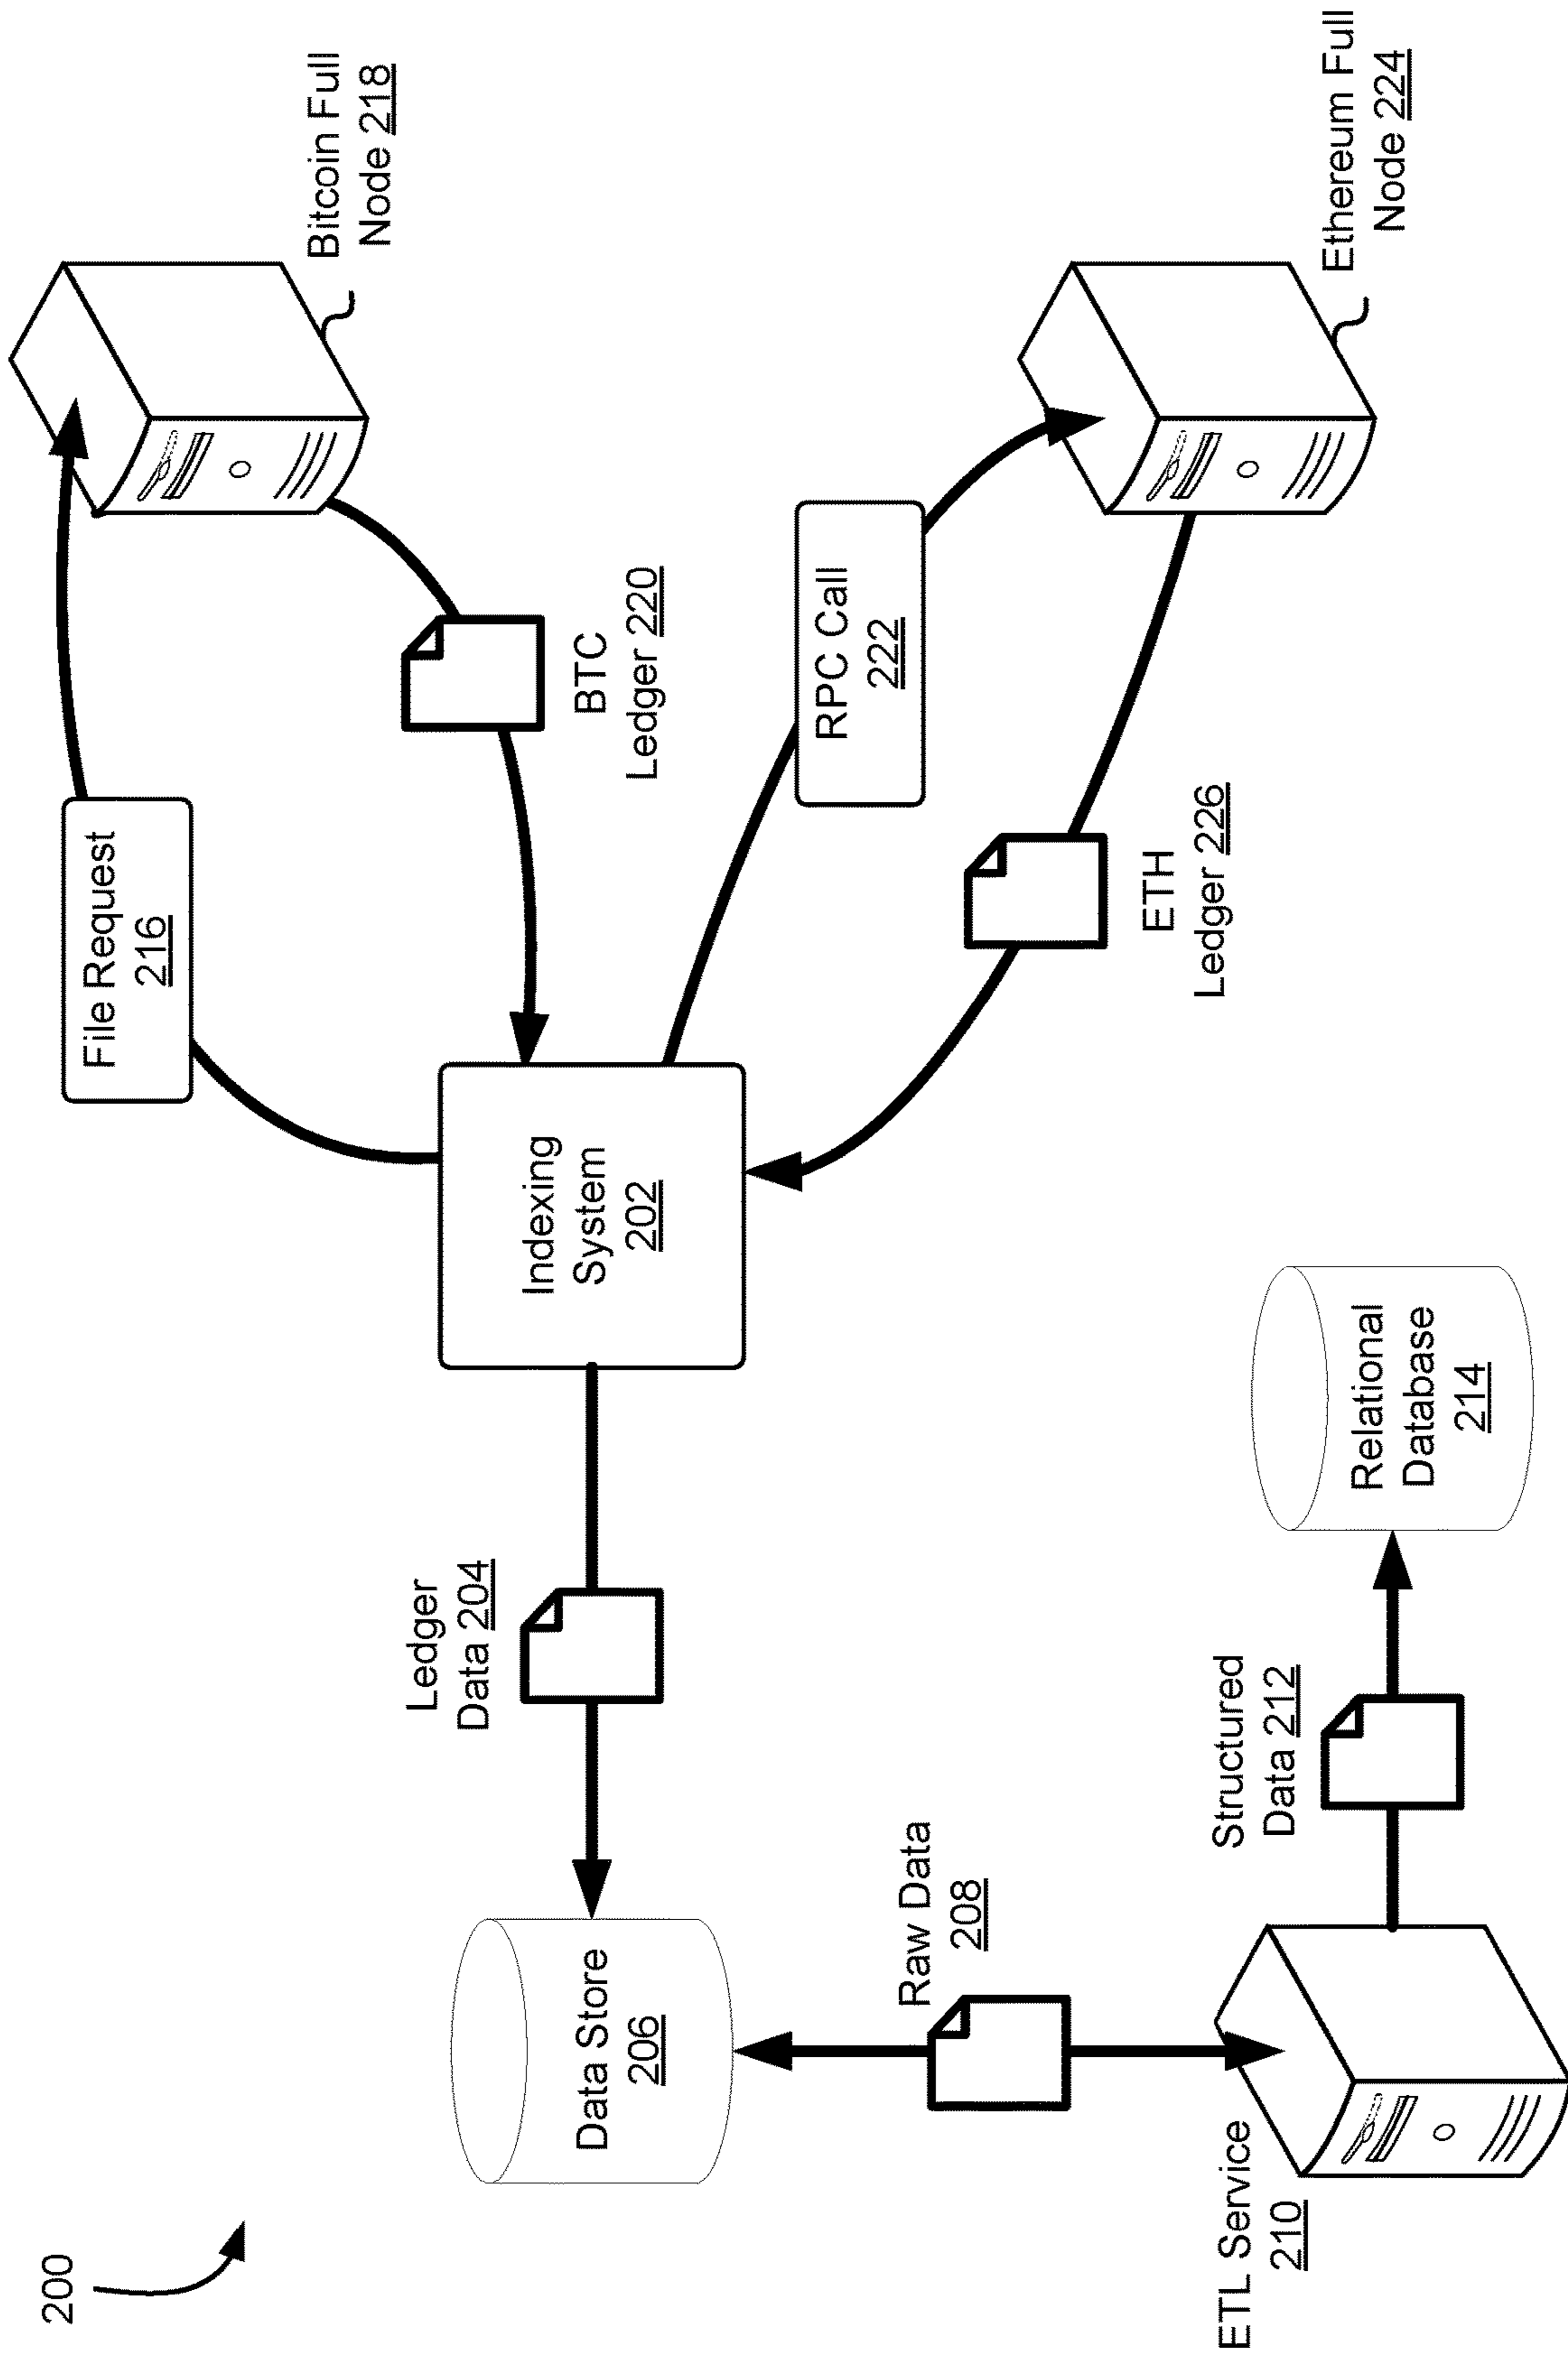 200
File Request
216
Bitcoin Full
Node 218
BTC
Ledger 220
Indexing
System
202
Ledger
Data 204
Data Store
206
RPC Call
222
ETH
Ledger 226
Ethereum Full
Node 224
Raw Data
208
ETL Service
210
Structured
Data 212
Relational
Database
214